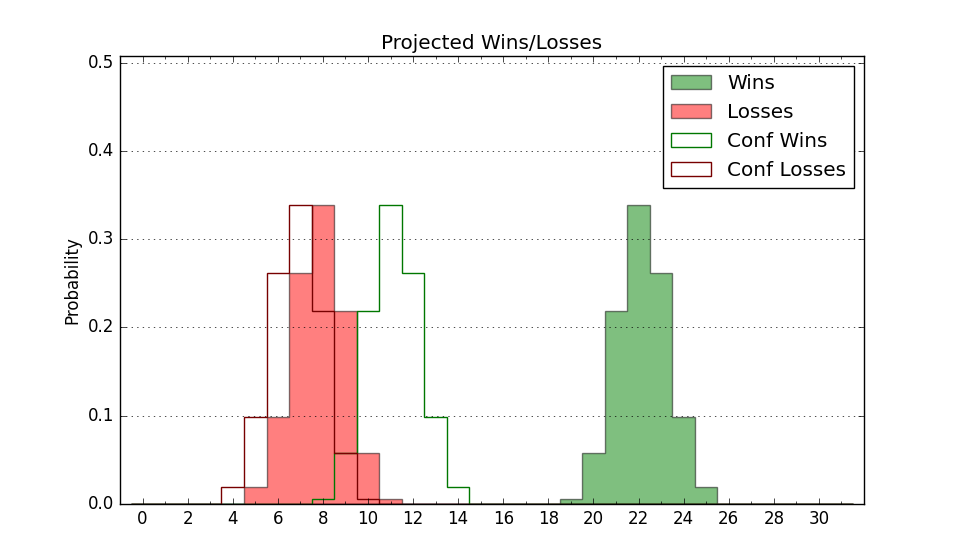 Projected Wins/Losses
Wins
Losses
Conf Wins
Conf Losses
Probability
0.5
0.4
0.3
0.2
0.1
0.0
0 2 4 6 8 10 12 14 16 18 20 22 24 26 28 30